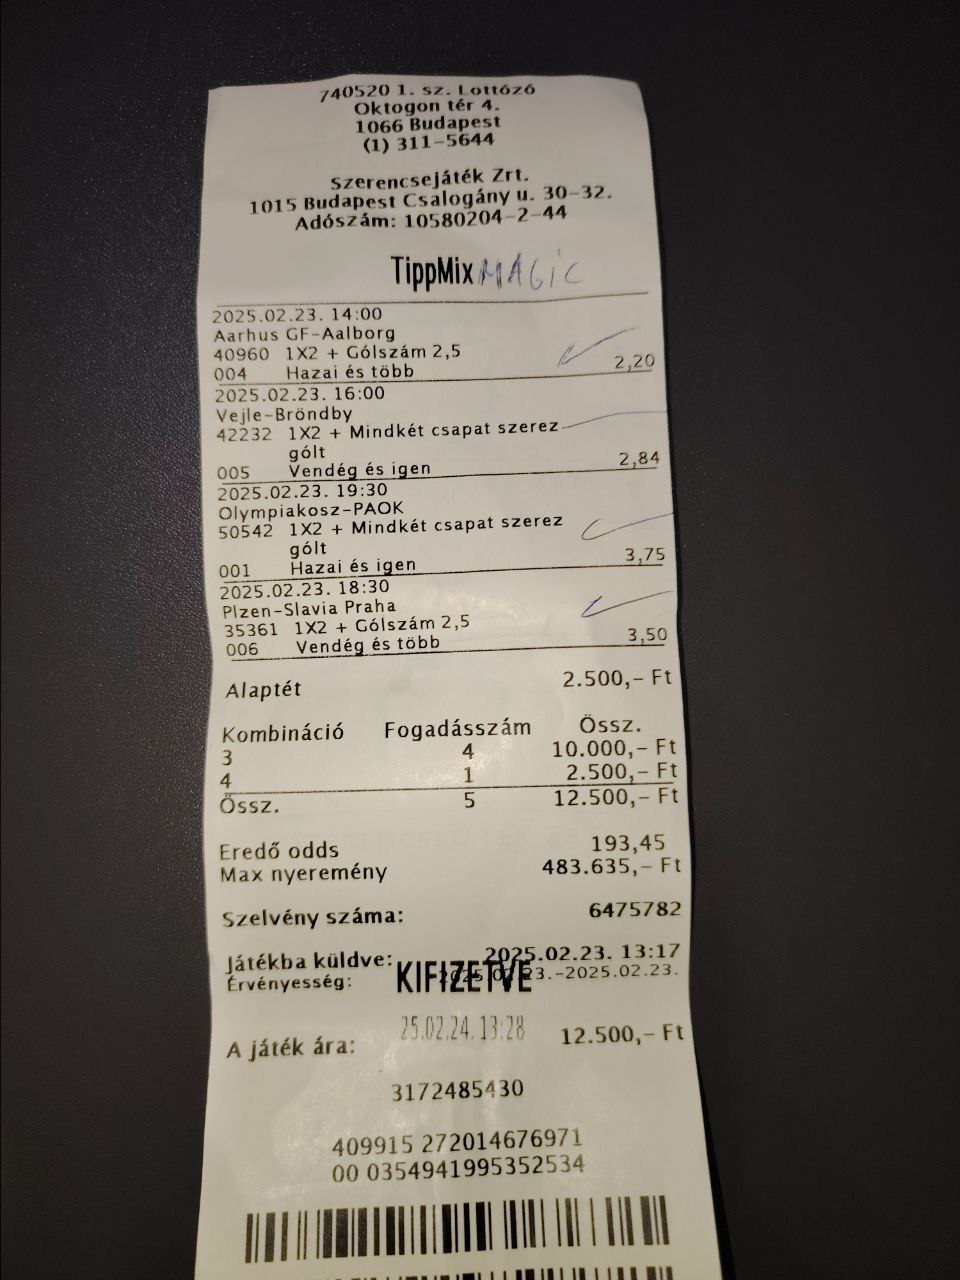 740520 1. sz. Lottózó
Oktogon tér 4.
1066 Budapest
(1) 311-5644
Szerencsejáték Zrt.
1015 Budapest Csalogány u. 30-32.
Adószám: 10580204-2-44
TippMix MAGIC
2025.02.23. 14:00
Aarhus GF-Aalborg
40960 1X2 + Gólszám 2,5
004 Hazai és több 2,20
2025.02.23. 16:00
Vejle-Bröndby
42232 1X2 + Mindkét csapat szerez
gólt
005 Vendég és igen 2,84
2025.02.23. 19:30
Olympiakosz-PAOK
50542 1X2 + Mindkét csapat szerez
gólt
001 Hazai és igen 3,75
2025.02.23. 18:30
Plzen-Slavia Praha
35361 1X2 + Gólszám 2,5
006 Vendég és több 3,50
Alaptét 2.500,- Ft
Kombináció Fogadásszám Össz.
3 4 10.000,- Ft
4 1 2.500,- Ft
Össz. 5 12.500,- Ft
Eredő odds 193,45
Max nyeremény 483.635,- Ft
Szelvény száma: 6475782
Játékba küldve: 2025.02.23. 13:17
Érvényesség: 2025.02.23.-2025.02.23.
KIFIZETVE
25.02.24. 13:28
A játék ára: 12.500,- Ft
3172485430
409915 272014676971
00 0354941995352534